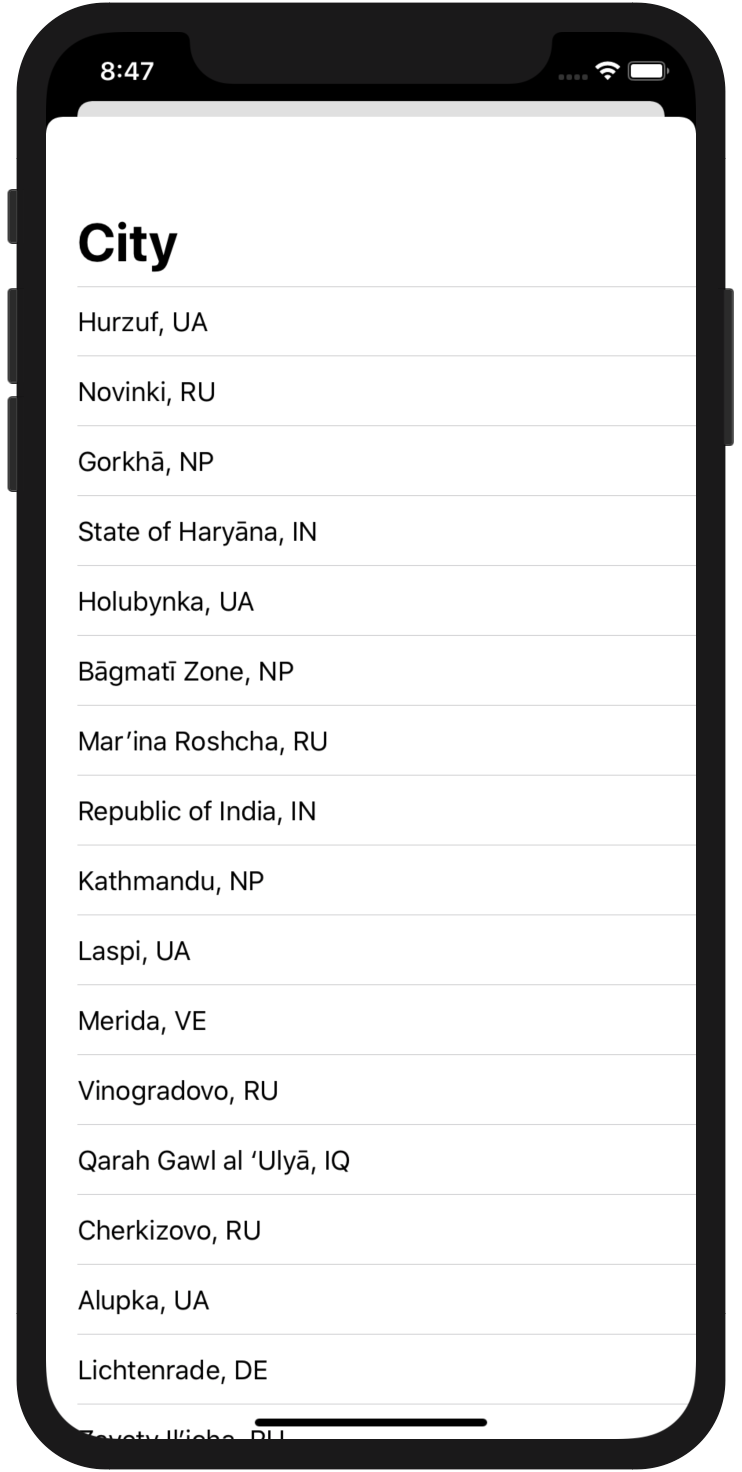 8:47
City
Hurzuf, UA
Novinki, RU
Gorkhā, NP
State of Haryāna, IN
Holubynka, UA
Bāgmatī Zone, NP
Mar’ina Roshcha, RU
Republic of India, IN
Kathmandu, NP
Laspi, UA
Merida, VE
Vinogradovo, RU
Qarah Gawl al ‘Ulyā, IQ
Cherkizovo, RU
Alupka, UA
Lichtenrade, DE
RU